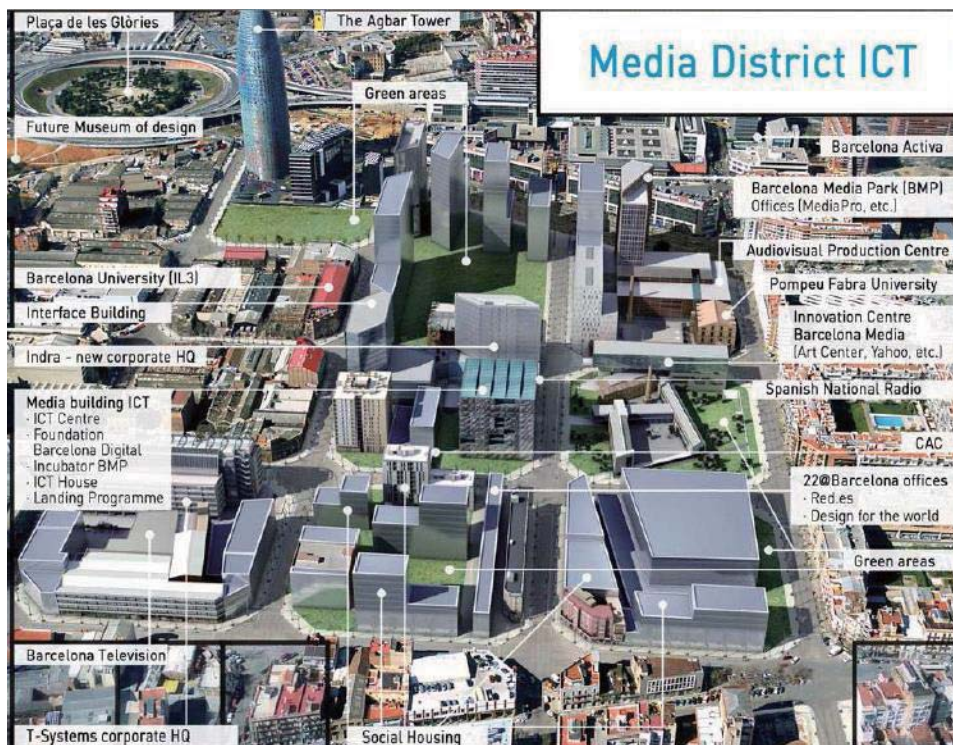 Plaça de les Glòries
The Agbar Tower
Media District ICT
Green areas
Future Museum of design
Barcelona Activa
Barcelona Media Park (BMP)
Offices (MediaPro, etc.)
Audiovisual Production Centre
Barcelona University (IL3)
Pompeu Fabra University
Interface Building
Innovation Centre
Barcelona Media
(Art Center, Yahoo, etc.)
Indra - new corporate HQ
Spanish National Radio
Media building ICT
· ICT Centre
· Foundation
Barcelona Digital
· Incubator BMP
· ICT House
· Landing Programme
CAC
22@Barcelona offices
· Red.es
· Design for the world
Green areas
Barcelona Television
T-Systems corporate HQ
Social Housing